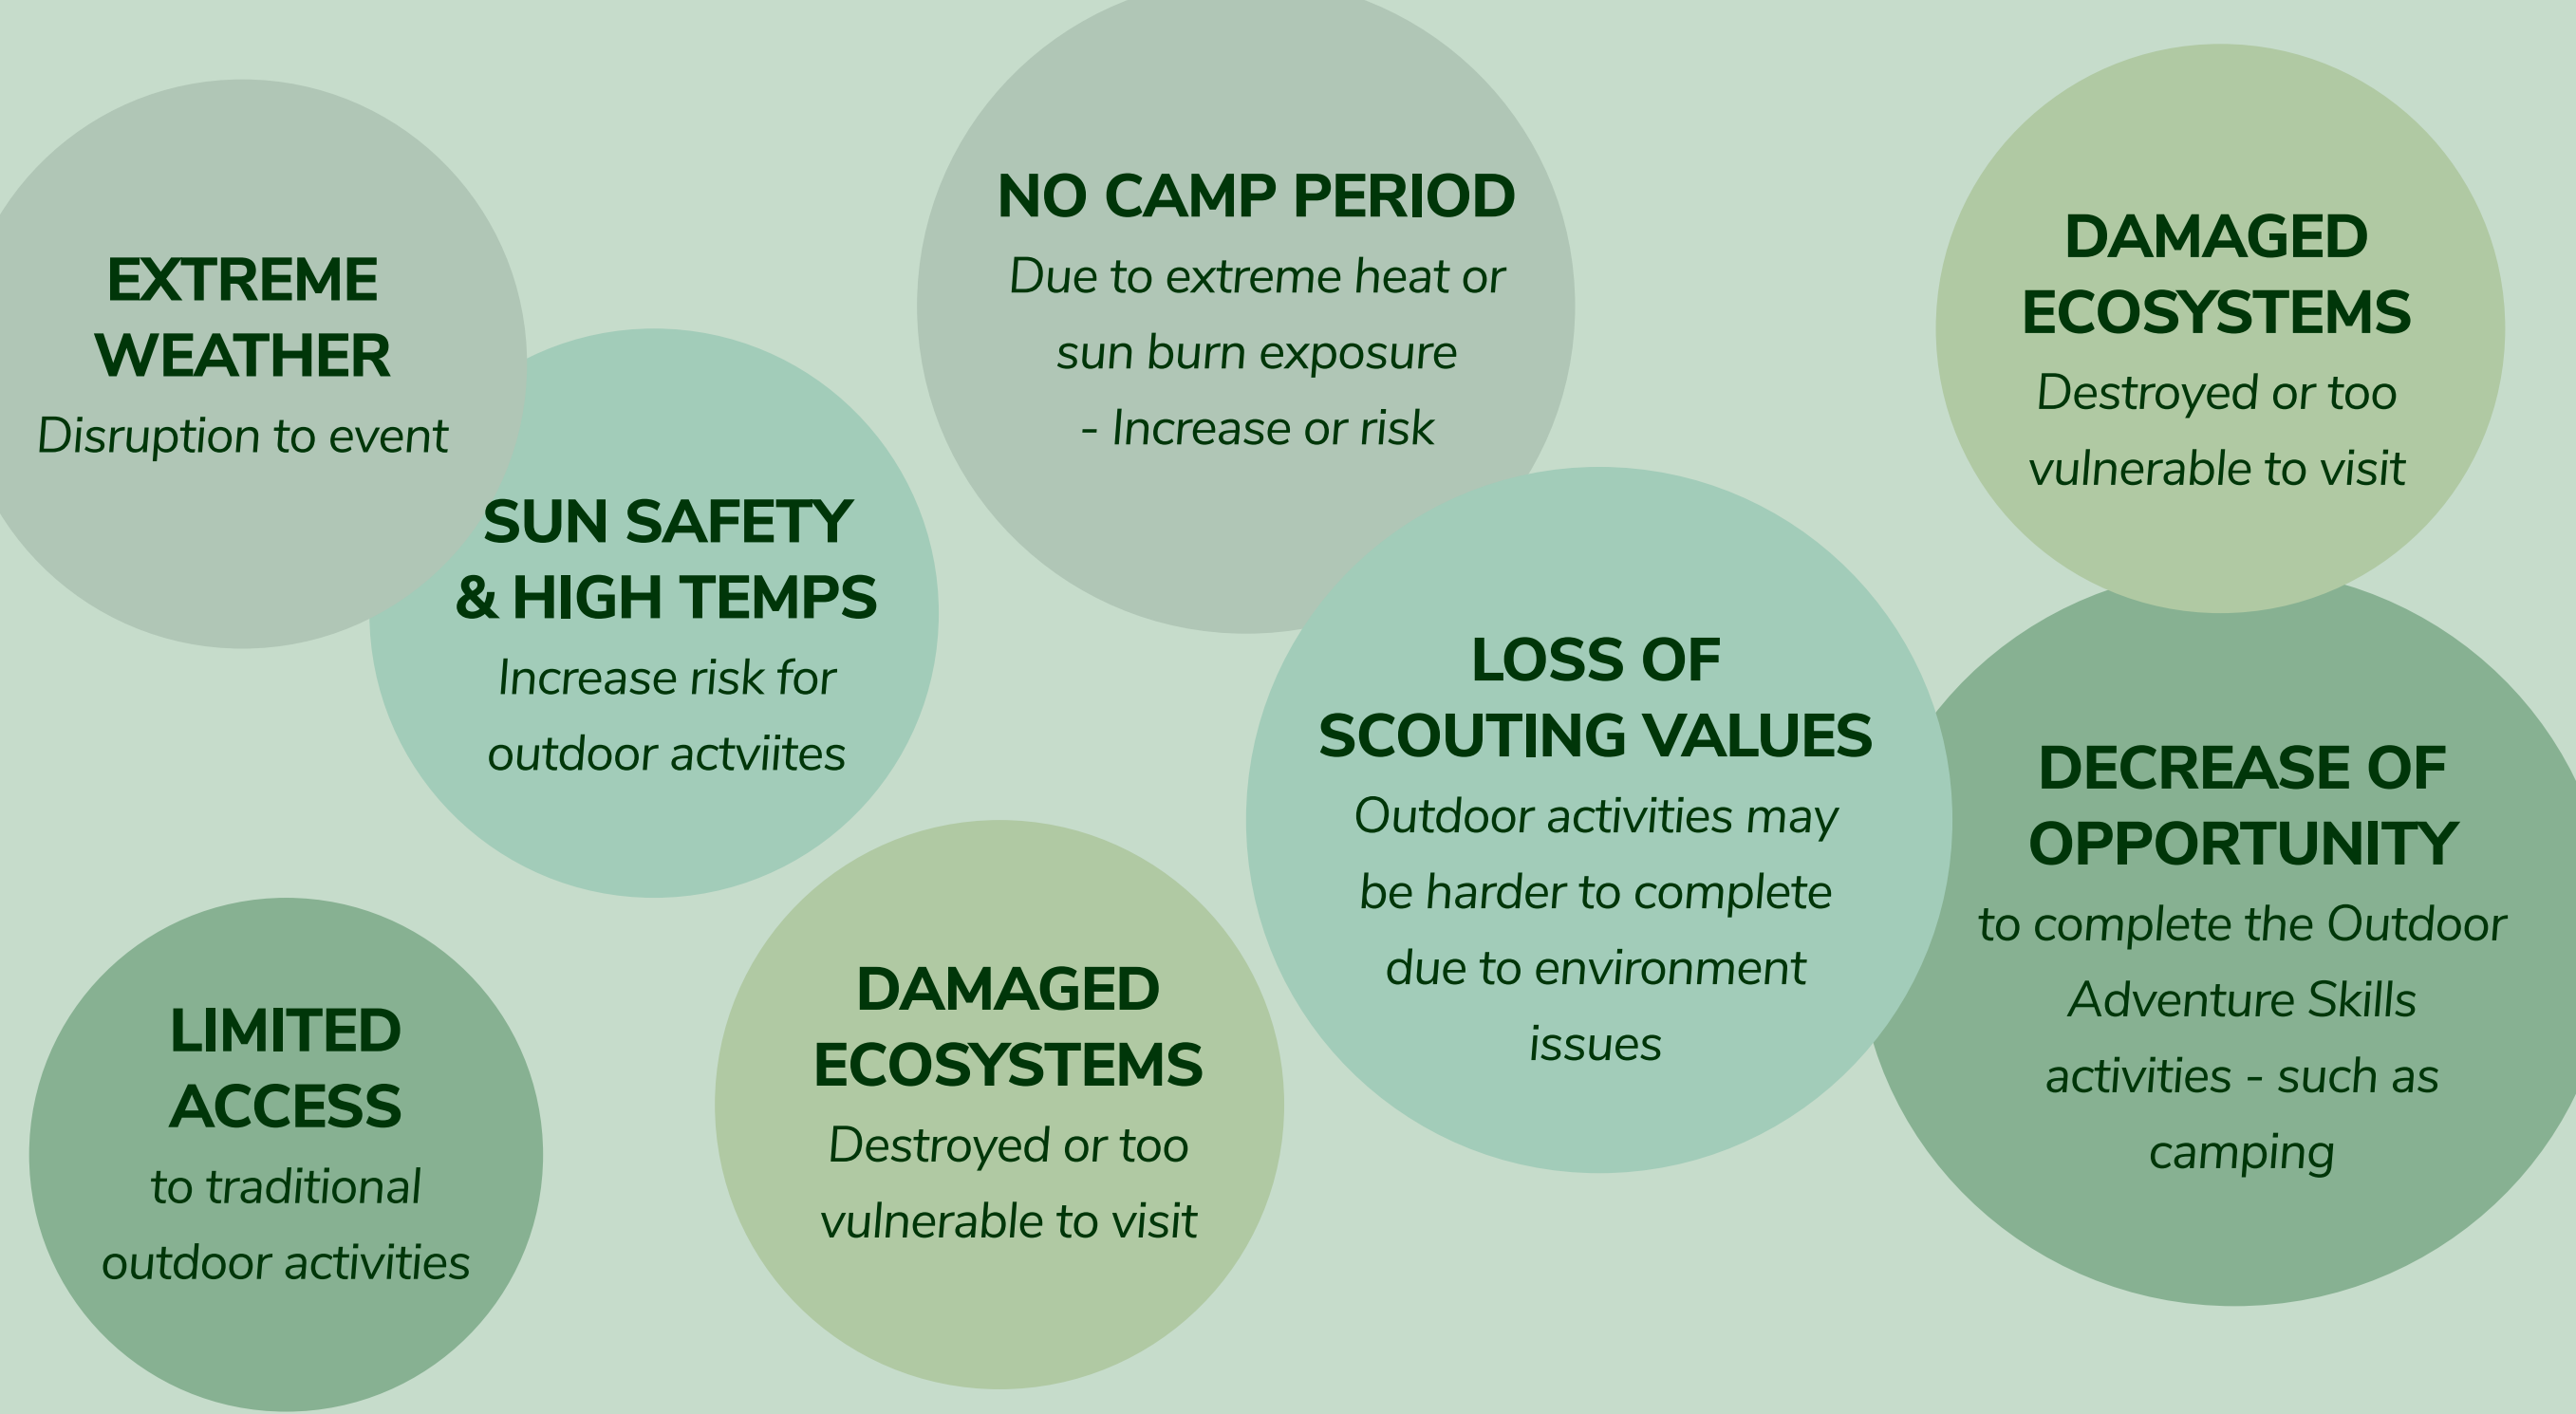 EXTREME
WEATHER
Disruption to event
SUN SAFETY
& HIGH TEMPS
Increase risk for
outdoor actviites
NO CAMP PERIOD
Due to extreme heat or
sun burn exposure
- Increase or risk
DAMAGED
ECOSYSTEMS
Destroyed or too
vulnerable to visit
LOSS OF
SCOUTING VALUES
Outdoor activities may
be harder to complete
due to environment
issues
DECREASE OF
OPPORTUNITY
to complete the Outdoor
Adventure Skills
activities - such as
camping
LIMITED
ACCESS
to traditional
outdoor activities
DAMAGED
ECOSYSTEMS
Destroyed or too
vulnerable to visit